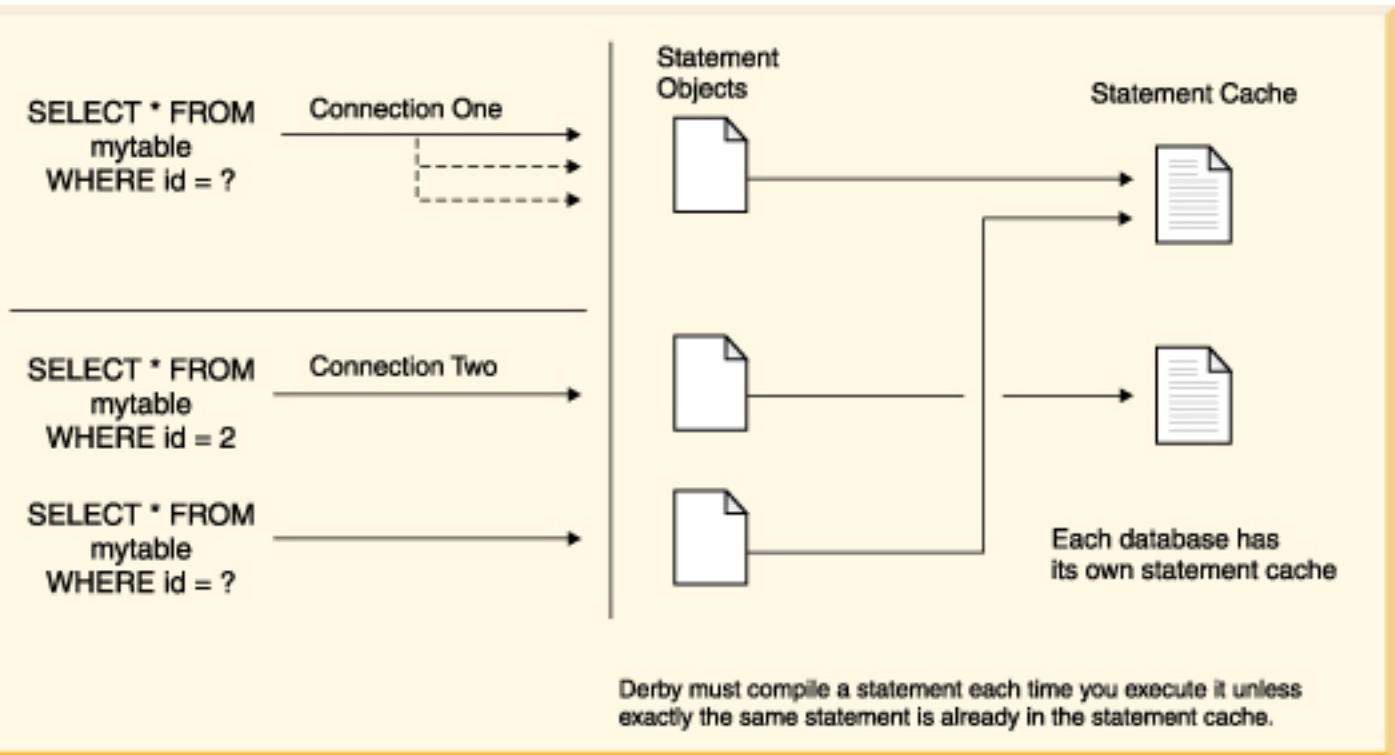 SELECT * FROM
mytable
WHERE id = ?
Connection One
Statement
Objects
Statement Cache
SELECT * FROM
mytable
WHERE id = 2
Connection Two
SELECT * FROM
mytable
WHERE id = ?
Each database has
its own statement cache
Derby must compile a statement each time you execute it unless
exactly the same statement is already in the statement cache.